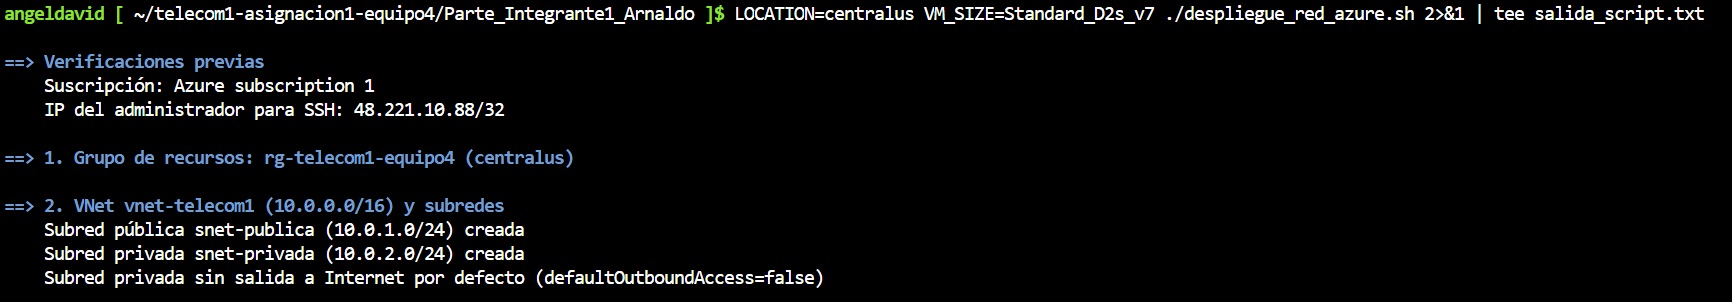 angeldavid [ ~/telecom1-asignacion1-equipo4/Parte_Integrante1_Arnaldo ]$ LOCATION=centralus VM_SIZE=Standard_D2s_v7 ./despliegue_red_azure.sh 2>&1 | tee salida_script.txt
==> Verificaciones previas
Suscripción: Azure subscription 1
IP del administrador para SSH: 48.221.10.88/32
==> 1. Grupo de recursos: rg-telecom1-equipo4 (centralus)
==> 2. VNet vnet-telecom1 (10.0.0.0/16) y subredes
Subred pública snet-publica (10.0.1.0/24) creada
Subred privada snet-privada (10.0.2.0/24) creada
Subred privada sin salida a Internet por defecto (defaultOutboundAccess=false)